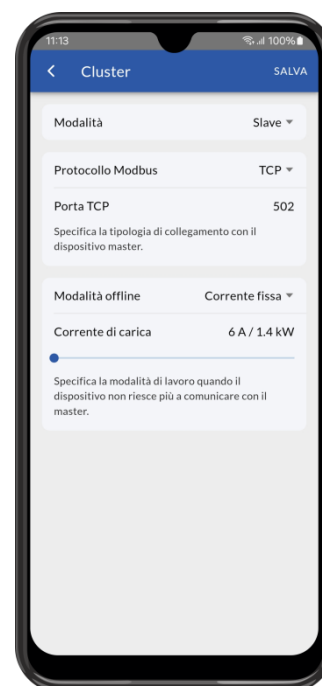 11:13 100%
Cluster SALVA
Modalità Slave
Protocollo Modbus TCP
Porta TCP 502
Specifica la tipologia di collegamento con il
dispositivo master.
Modalità offline Corrente fissa
Corrente di carica 6 A / 1.4 kW
Specifica la modalità di lavoro quando il
dispositivo non riesce più a comunicare con il
master.